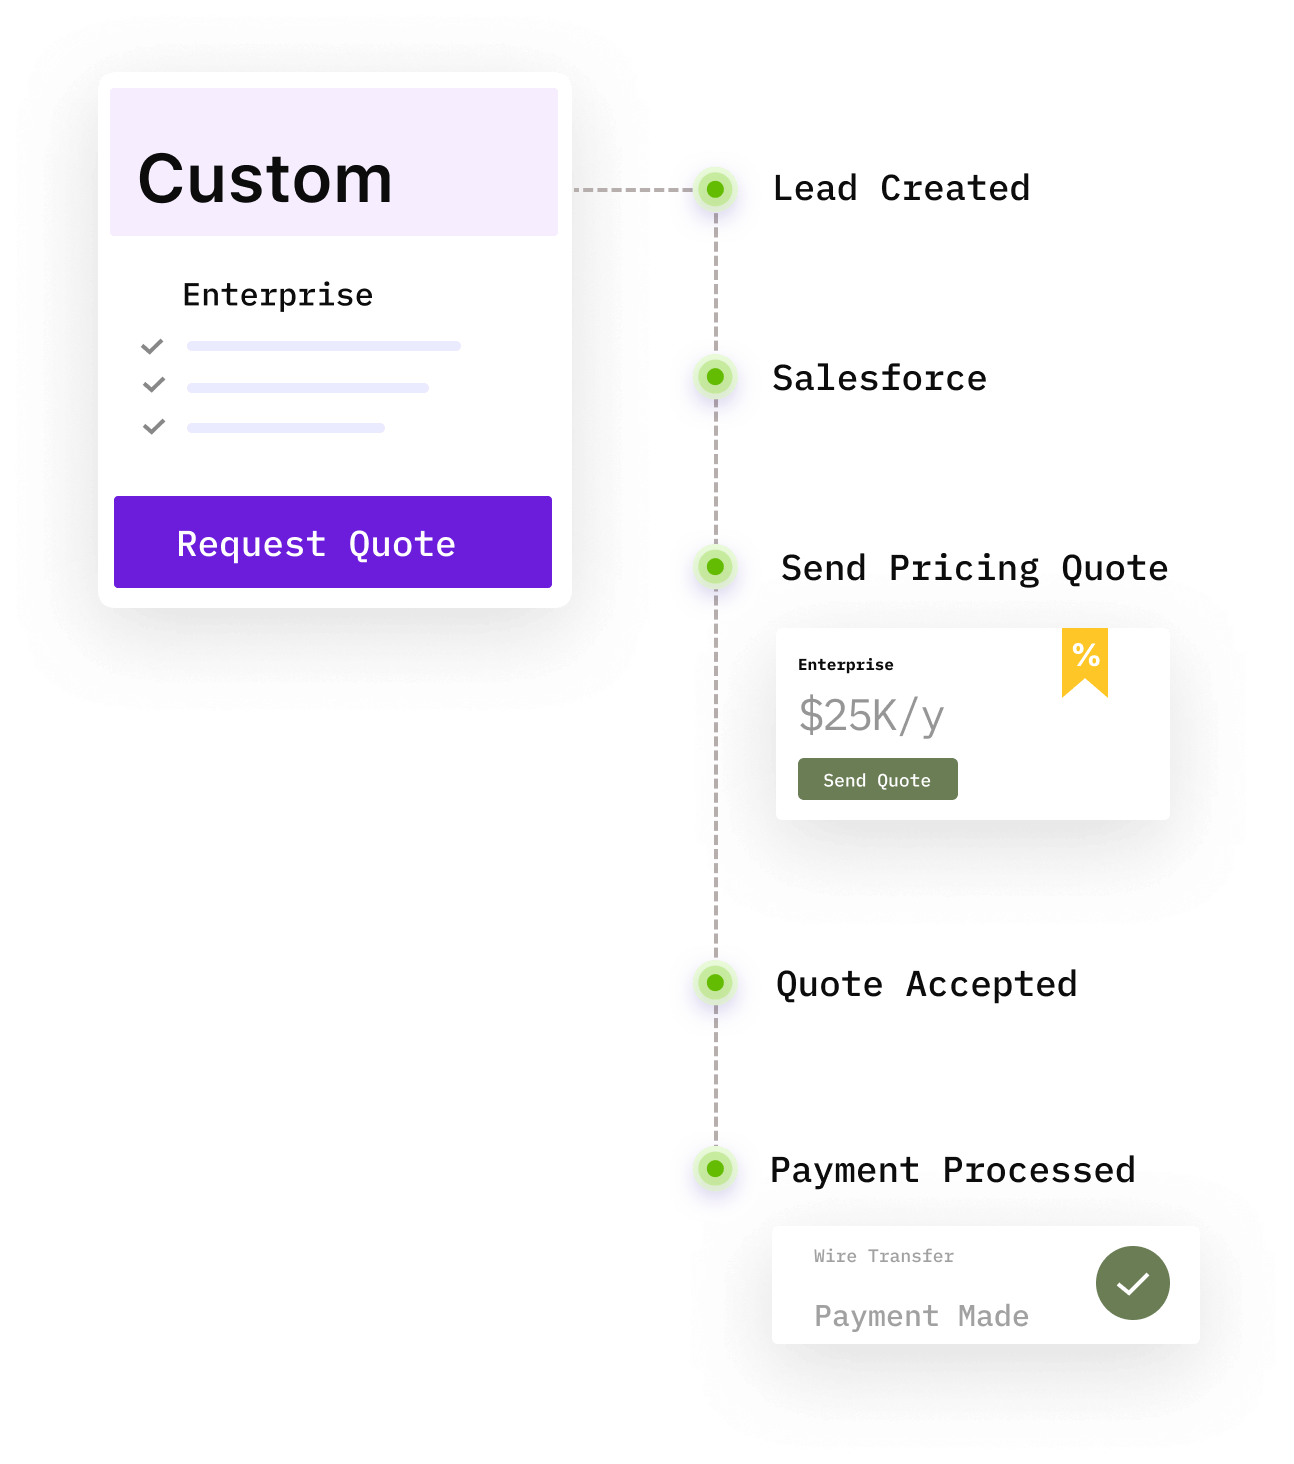 Custom
Enterprise
Request Quote
Lead Created
Salesforce
Send Pricing Quote
Enterprise
%
$25K/y
Send Quote
Quote Accepted
Payment Processed
Wire Transfer
Payment Made